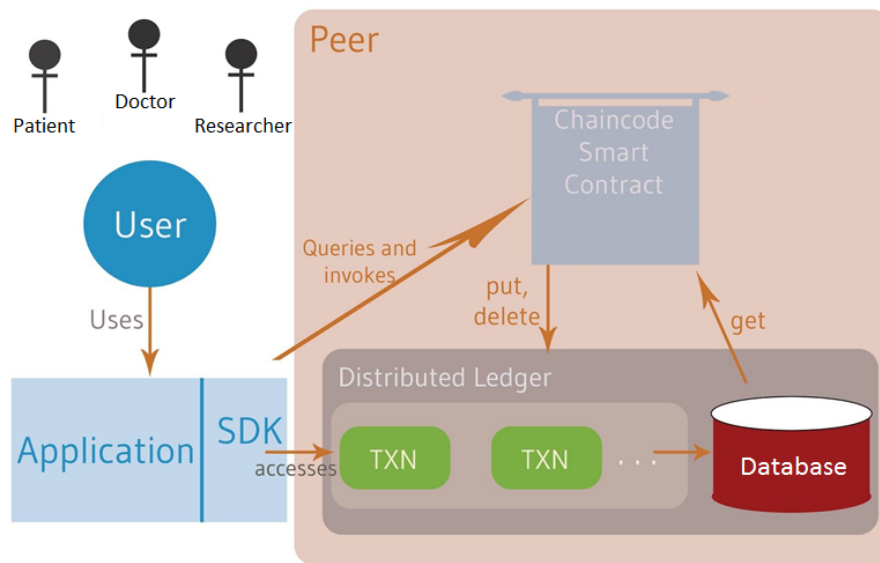 Peer
Doctor
Patient
Researcher
Chaincode
Smart
Contract
User
Queries and
invokes
Uses
put,
delete
get
Distributed Ledger
Application
SDK
accesses
TXN
TXN
. . .
Database